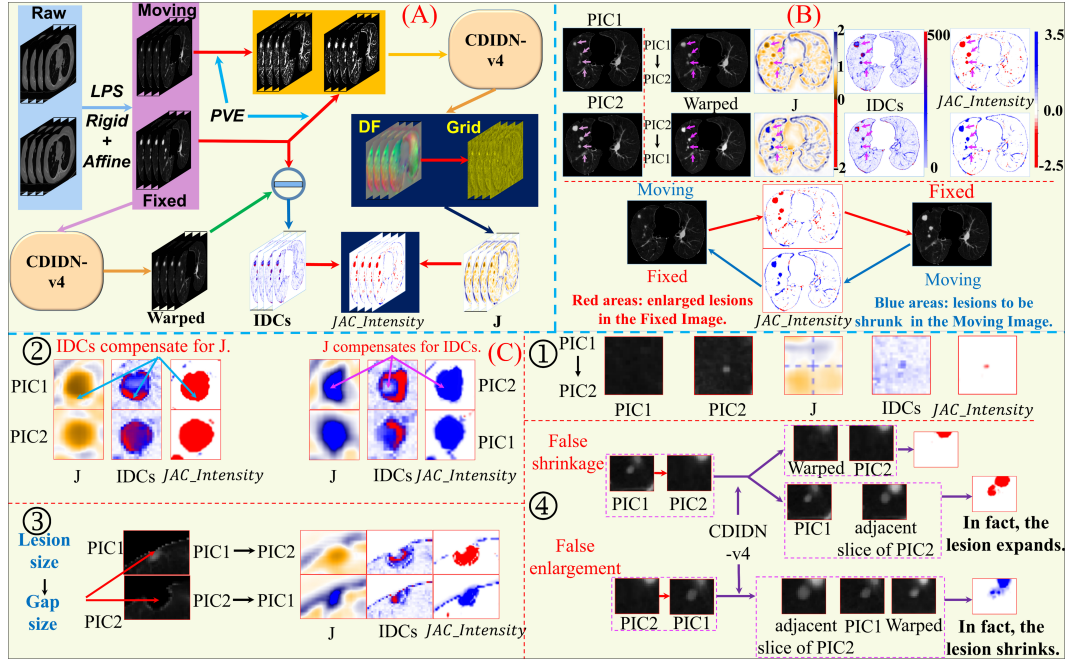 (A)
Raw
Moving
LPS
Rigid
+
Affine
PVE
Fixed
CDIDN-
v4
DF
Grid
CDIDN-
v4
Warped
IDCs
JAC_Intensity
J
(B)
PIC1
PIC2
PIC1
PIC2
Warped
PIC2
PIC1
J
2
1
0
-2
IDCs
500
0
JAC_Intensity
3.5
0.0
-2.5
Moving
Fixed
Fixed
Moving
Red areas: enlarged lesions
in the Fixed Image.
JAC_Intensity
Blue areas: lesions to be
shrunk in the Moving Image.
(C)
②
IDCs compensate for J.
J compensates for IDCs.
PIC1
PIC2
PIC2
PIC1
J
IDCs
JAC_Intensity
J
IDCs
JAC_Intensity
①
PIC1
PIC2
PIC1
PIC2
J
IDCs
JAC_Intensity
③
Lesion
size
Gap
size
PIC1
PIC2
PIC1
PIC2
PIC2
PIC1
J
IDCs
JAC_Intensity
④
False
shrinkage
PIC1
PIC2
Warped
PIC2
PIC1
adjacent
slice of PIC2
In fact, the
lesion expands.
CDIDN
-v4
False
enlargement
PIC2
PIC1
adjacent
slice of PIC2
PIC1
Warped
In fact, the
lesion shrinks.